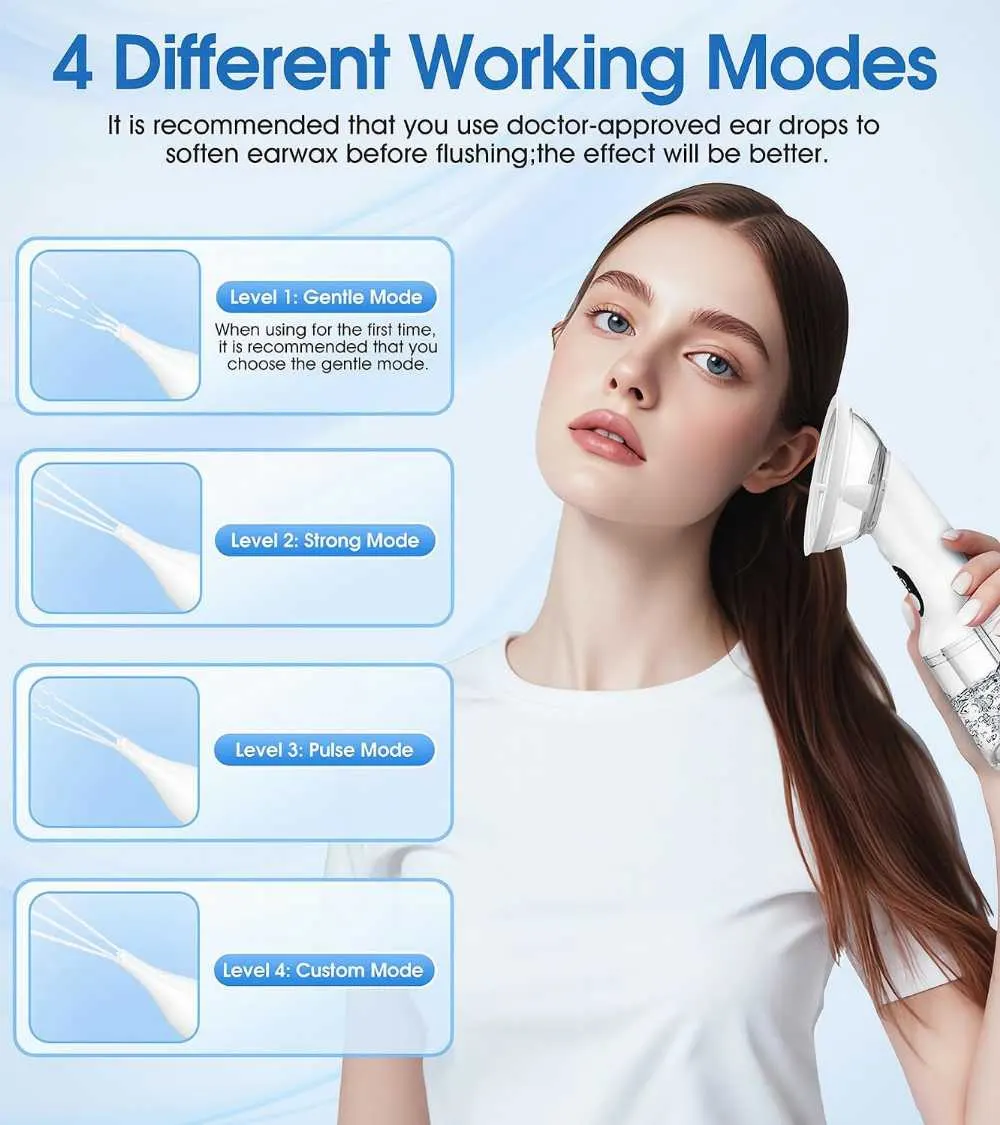 4 Different Working Modes
It is recommended that you use doctor-approved ear drops to
soften earwax before flushing;the effect will be better.
Level 1: Gentle Mode
When using for the first time,
it is recommended that you
choose the gentle mode.
Level 2: Strong Mode
Level 3: Pulse Mode
Level 4: Custom Mode